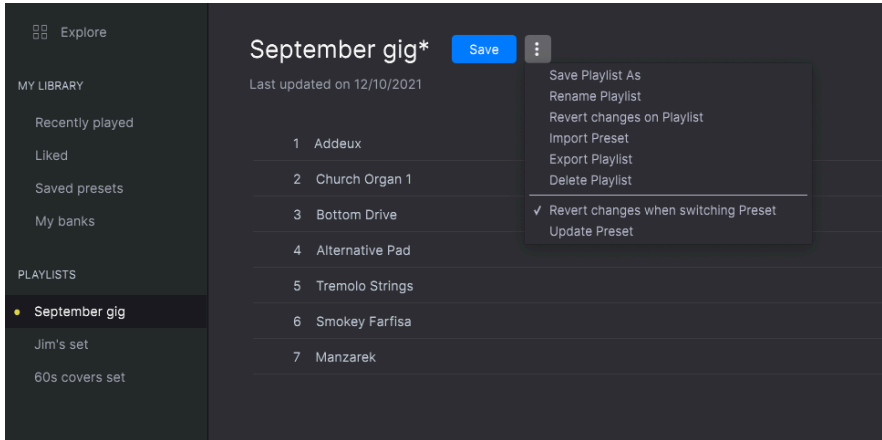 Explore
MY LIBRARY
Recently played
Liked
Saved presets
My banks
PLAYLISTS
September gig
Jim's set
60s covers set
September gig*
Save
Last updated on 12/10/2021
1 Addeux
2 Church Organ 1
3 Bottom Drive
4 Alternative Pad
5 Tremolo Strings
6 Smokey Farfisa
7 Manzarek
Save Playlist As
Rename Playlist
Revert changes on Playlist
Import Preset
Export Playlist
Delete Playlist
✓ Revert changes when switching Preset
Update Preset